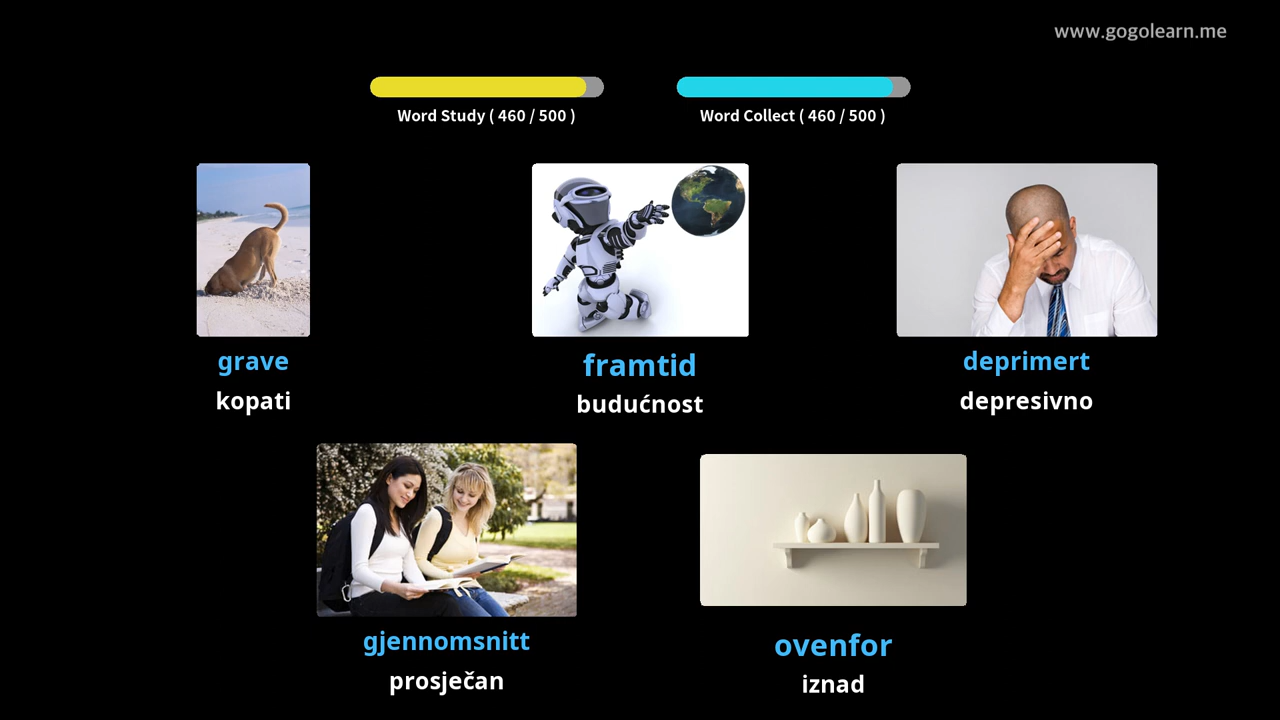 www.gogolearn.me
Word Study ( 460 / 500 )
Word Collect ( 460 / 500 )
grave
kopati
framtid
budućnost
deprimert
depresivno
gjennomsnitt
prosječan
ovenfor
iznad